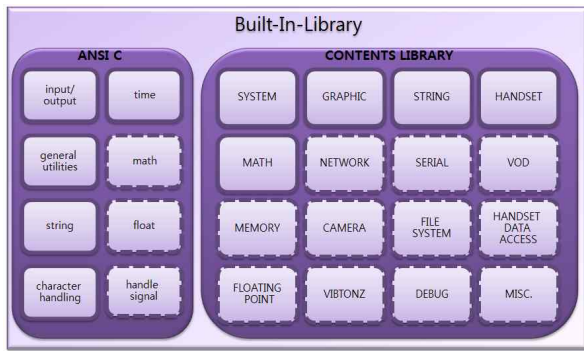 Built-In-Library
ANSI C
input/
output
time
general
utilities
math
string
float
character
handling
handle
signal
CONTENTS LIBRARY
SYSTEM
GRAPHIC
STRING
HANDSET
MATH
NETWORK
SERIAL
VOD
MEMORY
CAMERA
FILE
SYSTEM
HANDSET
DATA
ACCESS
FLOATING
POINT
VIBTONZ
DEBUG
MISC.